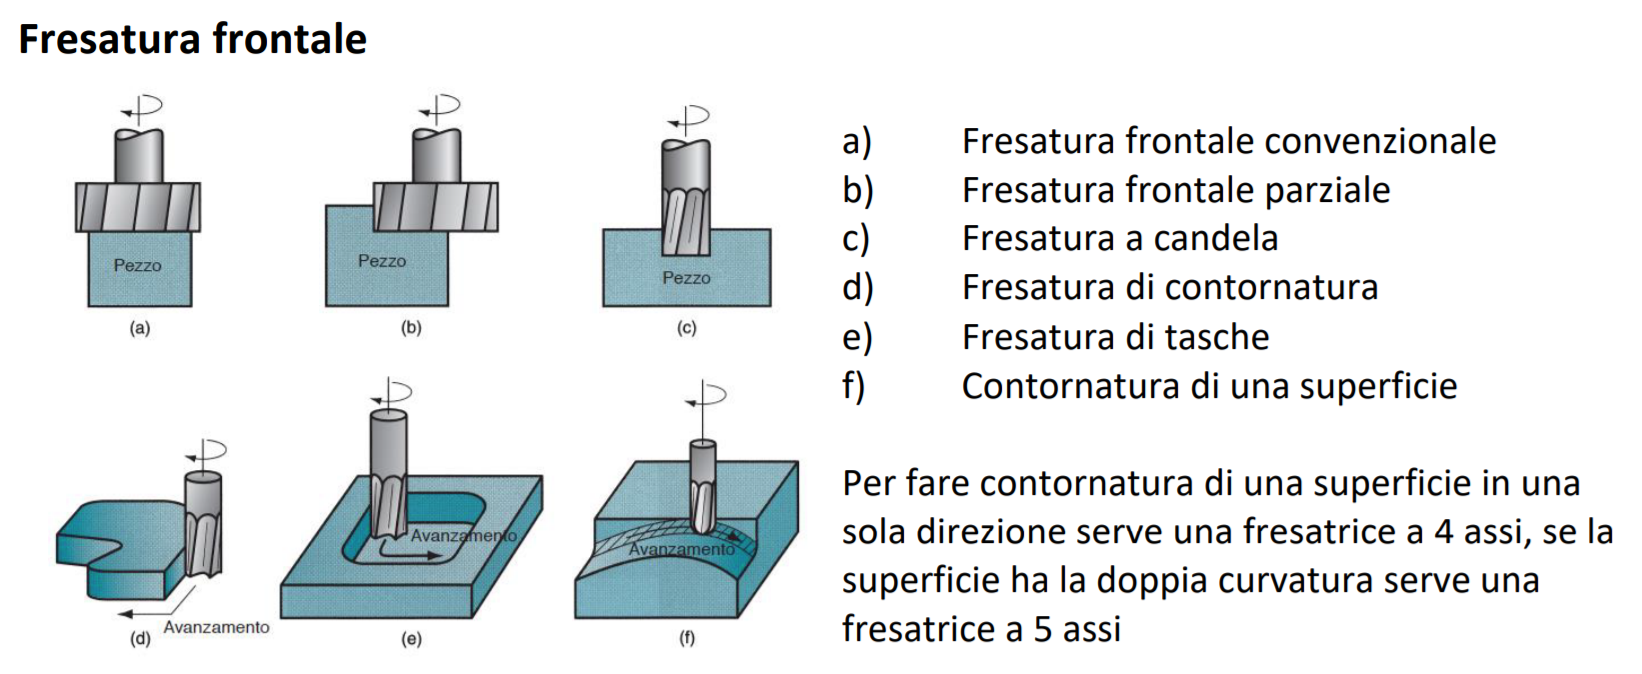 Fresatura frontale
Pezzo
(a)
Pezzo
(b)
Pezzo
(c)
Avanzamento
(d)
Avanzamento
(e)
Avanzamento
(f)
a) Fresatura frontale convenzionale
b) Fresatura frontale parziale
c) Fresatura a candela
d) Fresatura di contornatura
e) Fresatura di tasche
f) Contornatura di una superficie
Per fare contornatura di una superficie in una
sola direzione serve una fresatrice a 4 assi, se la
superficie ha la doppia curvatura serve una
fresatrice a 5 assi